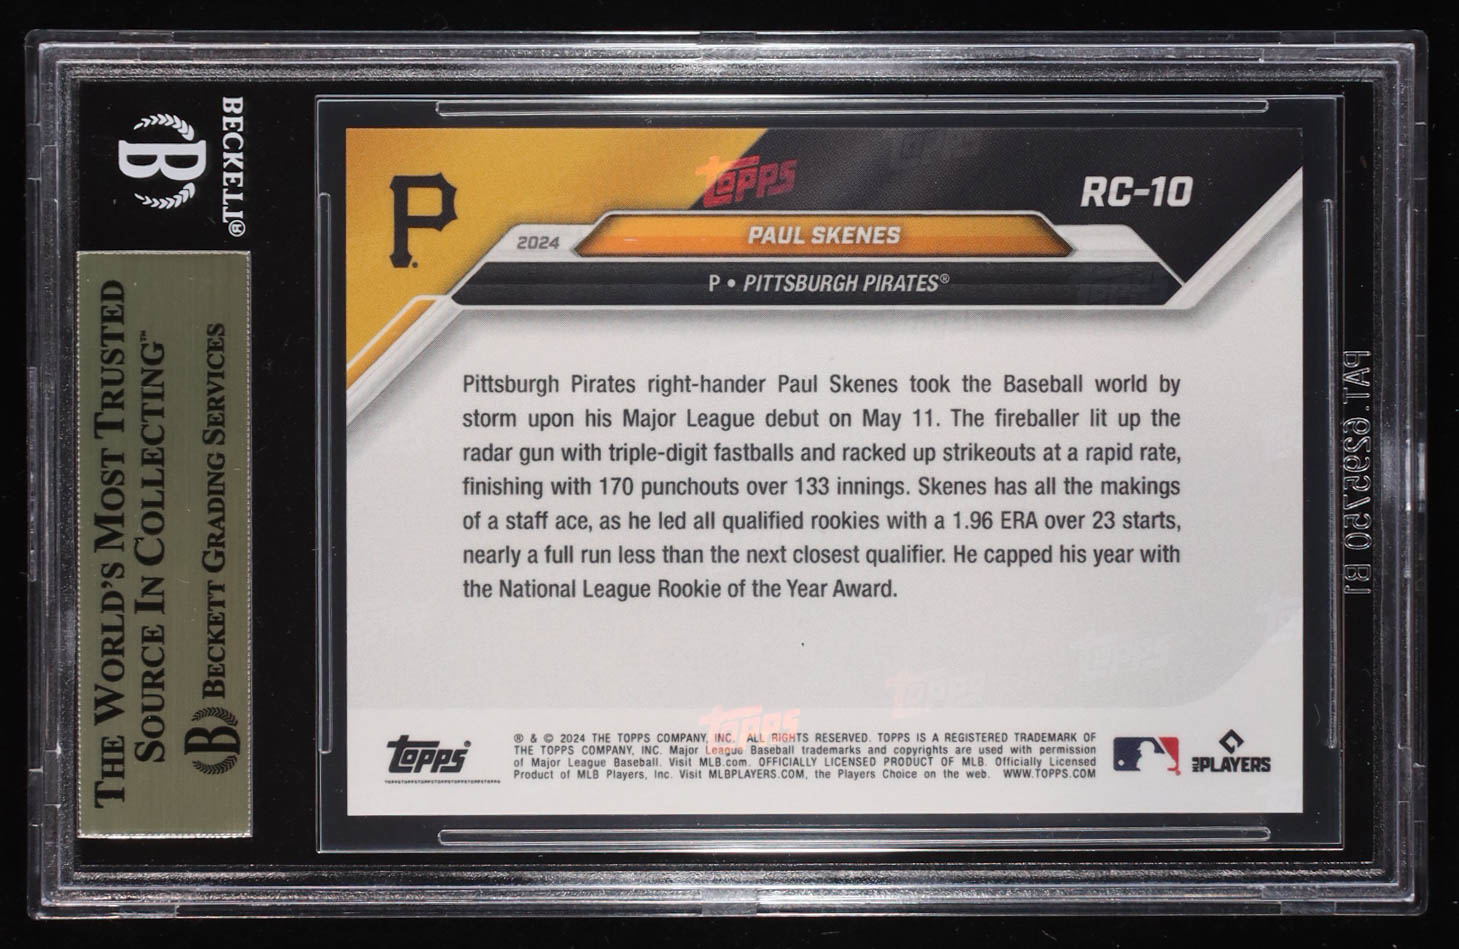 BECKETT®
B
THE WORLD'S MOST TRUSTED
SOURCE IN COLLECTING™
B BECKETT GRADING SERVICES
P
TOPPS
TOPPS
RC-10
2024
PAUL SKENES
P • PITTSBURGH PIRATES®
Pittsburgh Pirates right-hander Paul Skenes took the Baseball world by
storm upon his Major League debut on May 11. The fireballer lit up the
radar gun with triple-digit fastballs and racked up strikeouts at a rapid rate,
finishing with 170 punchouts over 133 innings. Skenes has all the makings
of a staff ace, as he led all qualified rookies with a 1.96 ERA over 23 starts,
nearly a full run less than the next closest qualifier. He capped his year with
the National League Rookie of the Year Award.
TOPPS
TOPPS
TOPPS
TOPPS®
® & © 2024 THE TOPPS COMPANY, INC. ALL RIGHTS RESERVED. TOPPS IS A REGISTERED TRADEMARK OF
THE TOPPS COMPANY, INC. Major League Baseball trademarks and copyrights are used with permission
of Major League Baseball. Visit MLB.com. OFFICIALLY LICENSED PRODUCT OF MLB. Officially Licensed
Product of MLB Players, Inc. Visit MLBPLAYERS.COM, the Players Choice on the web. WWW.TOPPS.COM
MLB PLAYERS